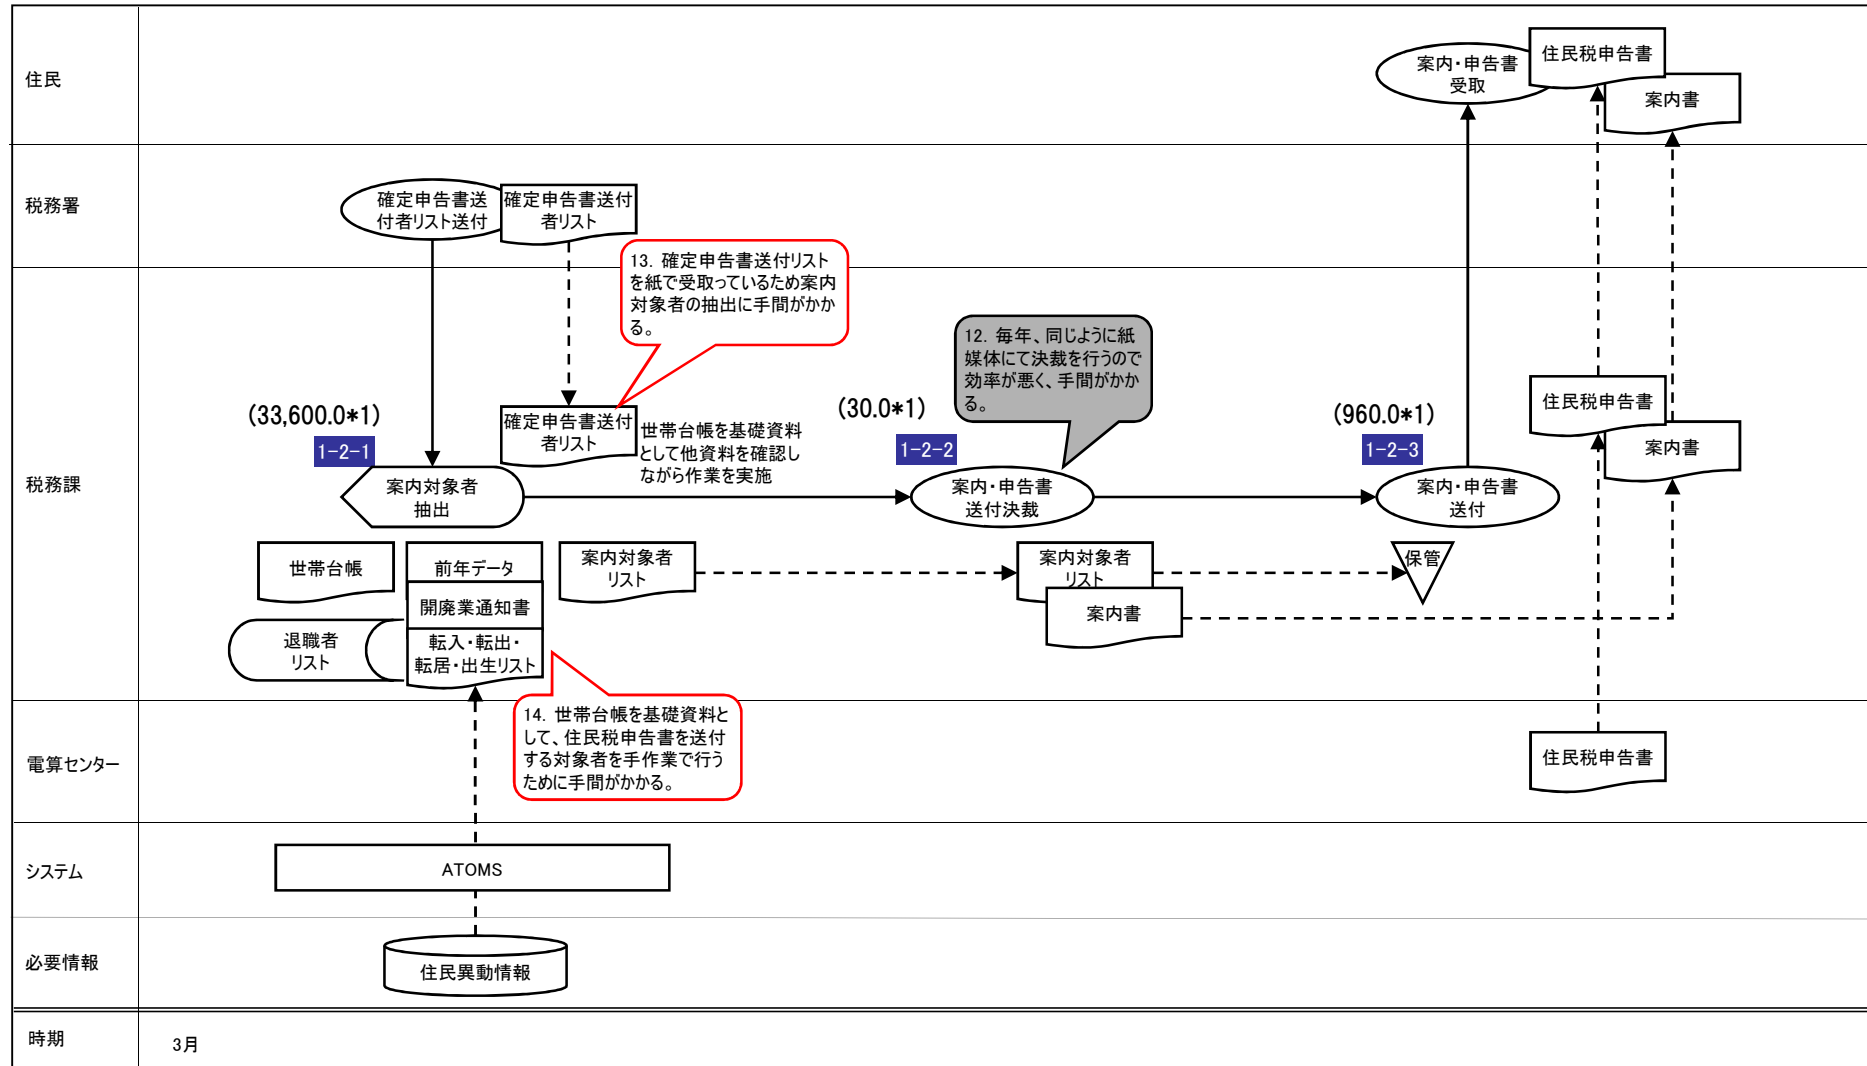 住民
案内・申告書
受取
住民税申告書
案内書
税務署
確定申告書送
付者リスト送付
確定申告書送付
者リスト
13. 確定申告書送付リスト
を紙で受取っているため案内
対象者の抽出に手間がかか
る。
12. 毎年、同じように紙
媒体にて決裁を行うので
効率が悪く、手間がかか
る。
税務課
(33,600.0*1)
1-2-1
案内対象者
抽出
確定申告書送付
者リスト
世帯台帳を基礎資料
として他資料を確認し
ながら作業を実施
(30.0*1)
1-2-2
案内・申告書
送付決裁
(960.0*1)
1-2-3
案内・申告書
送付
住民税申告書
案内書
世帯台帳
前年データ
開廃業通知書
転入・転出・
転居・出生リスト
退職者
リスト
案内対象者
リスト
案内対象者
リスト
案内書
保管
14. 世帯台帳を基礎資料と
して、住民税申告書を送付
する対象者を手作業で行う
ために手間がかかる。
電算センター
住民税申告書
システム
ATOMS
必要情報
住民異動情報
時期
3月